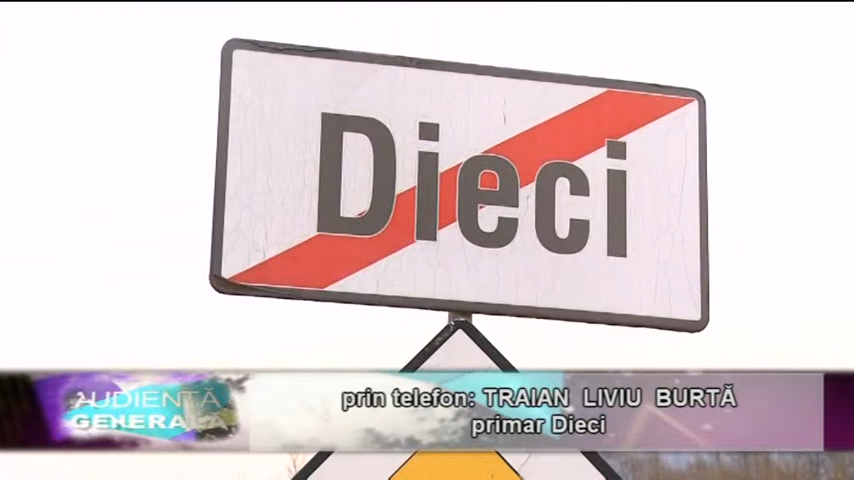 Dieci
AUDIENȚĂ
GENERALĂ
prin telefon: TRAIAN LIVIU BURTĂ
primar Dieci